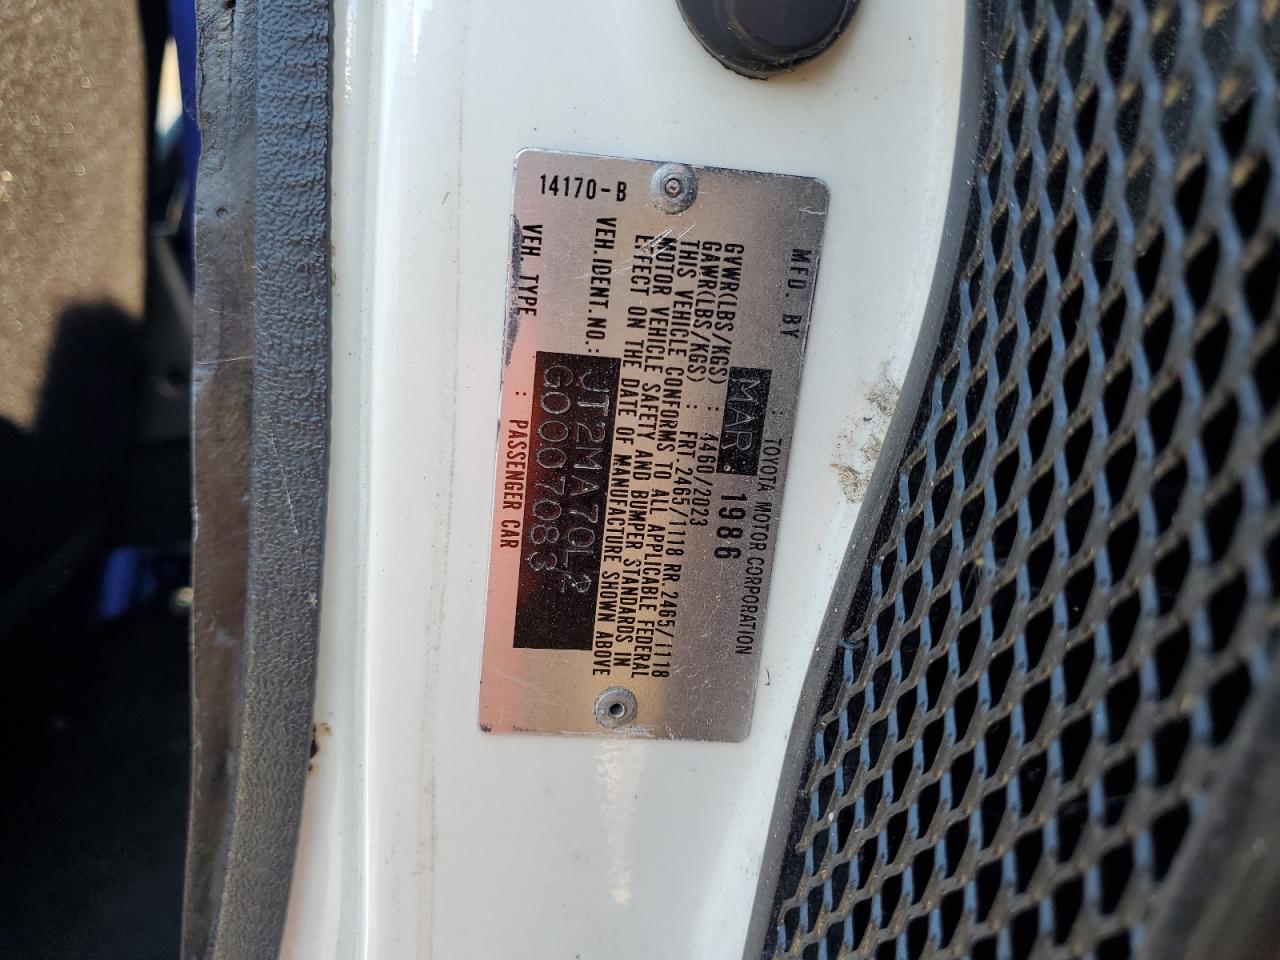 MFD. BY : TOYOTA MOTOR CORPORATION
MAR. 1986
GVWR(LBS/KGS) : 4460/2023
GAWR(LBS/KGS) : FRT.2465/1118 RR 2465/1118
THIS VEHICLE CONFORMS TO ALL APPLICABLE FEDERAL
MOTOR VEHICLE SAFETY AND BUMPER STANDARDS IN
EFFECT ON THE DATE OF MANUFACTURE SHOWN ABOVE
VEH.IDENT.NO.: JT2MA70L2
G0007083
VEH. TYPE : PASSENGER CAR
14170-B